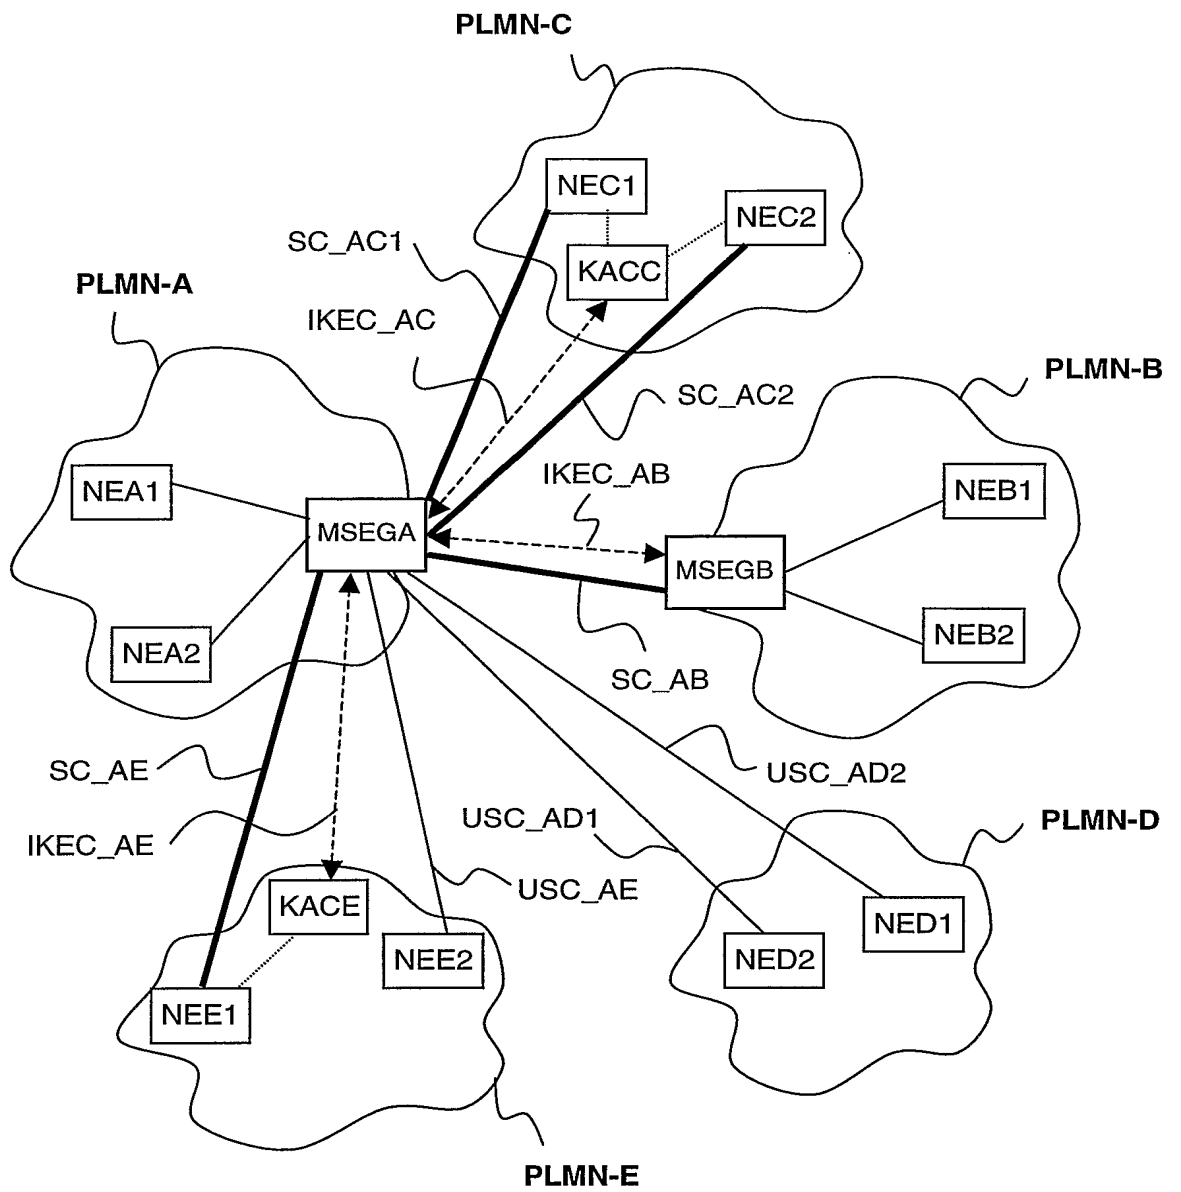 PLMN-C
NEC1
NEC2
SC_AC1
KACC
PLMN-A
IKEC_AC
PLMN-B
SC_AC2
IKEC_AB
NEA1
NEB1
MSEGA
MSEGB
NEA2
NEB2
SC_AB
SC_AE
USC_AD2
USC_AD1
PLMN-D
IKEC_AE
USC_AE
KACE
NED1
NEE2
NED2
NEE1
PLMN-E